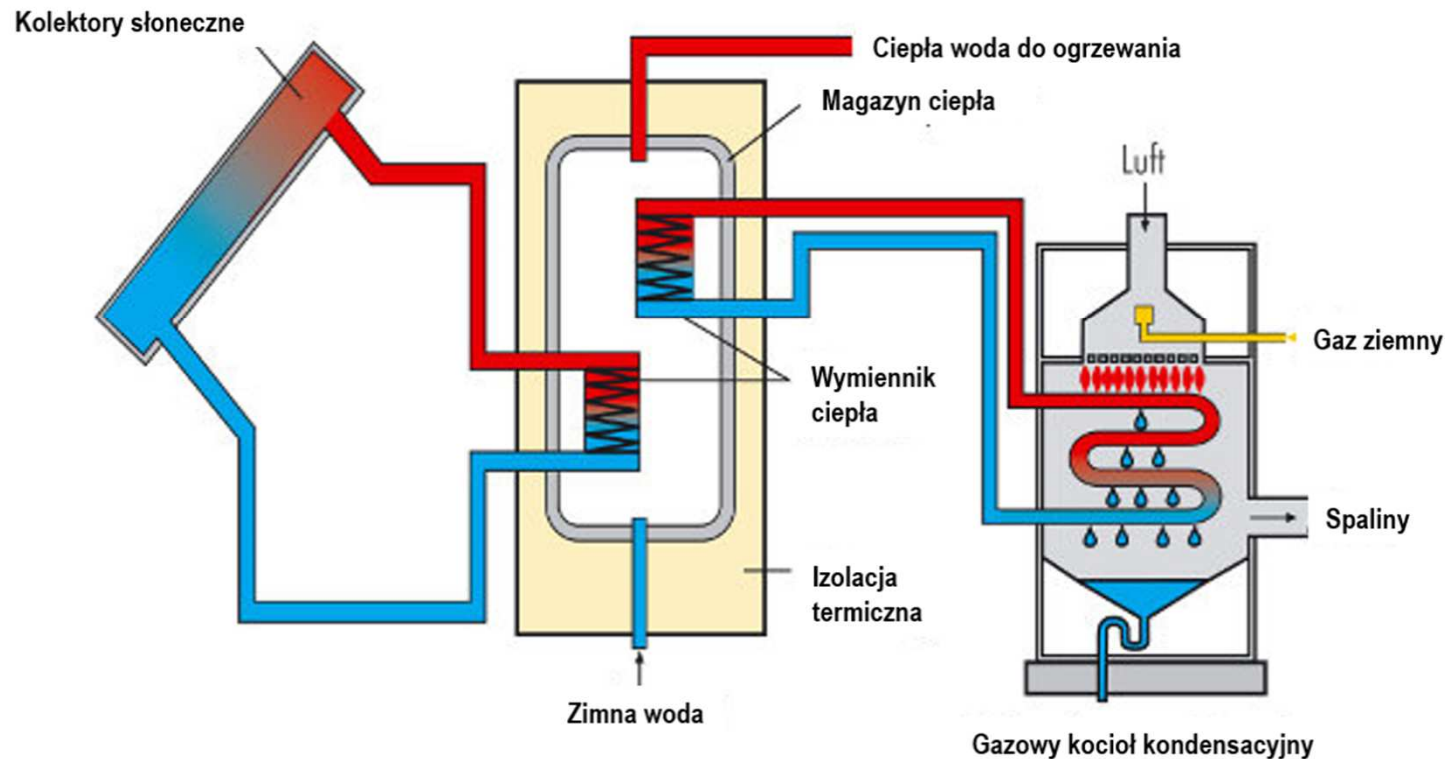 Kolektory słoneczne
Ciepła woda do ogrzewania
Magazyn ciepła
Luft
Gaz ziemny
Wymiennik
ciepła
Spaliny
Izolacja
termiczna
Zimna woda
Gazowy kocioł kondensacyjny